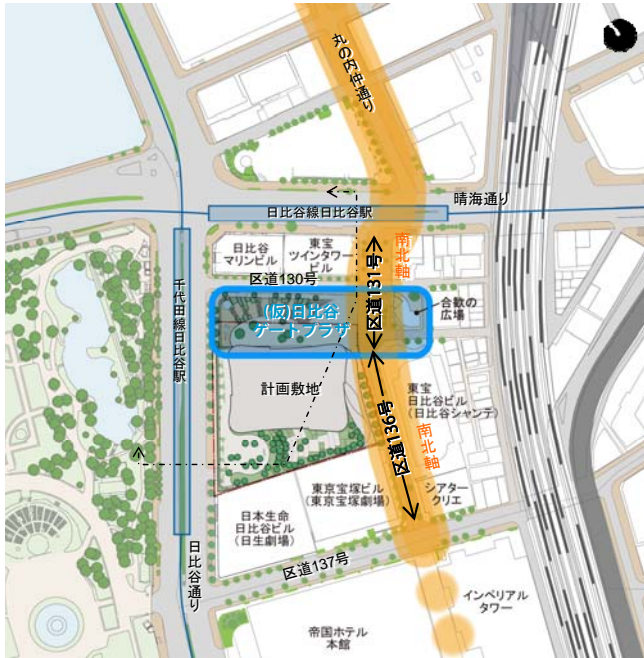 丸の内仲通り
晴海通り
日比谷線日比谷駅
日比谷
マリンビル
東宝
ツインタワー
ビル
南北軸
区道131号
区道130号
合歓の
広場
千代田線日比谷駅
(仮)日比谷
ゲートプラザ
計画敷地
東宝
日比谷ビル
(日比谷シャンテ)
区道136号
南北軸
シアター
クリエ
東京宝塚ビル
(東京宝塚劇場)
日本生命
日比谷ビル
(日生劇場)
日比谷通り
区道137号
インペリアル
タワー
帝国ホテル
本館